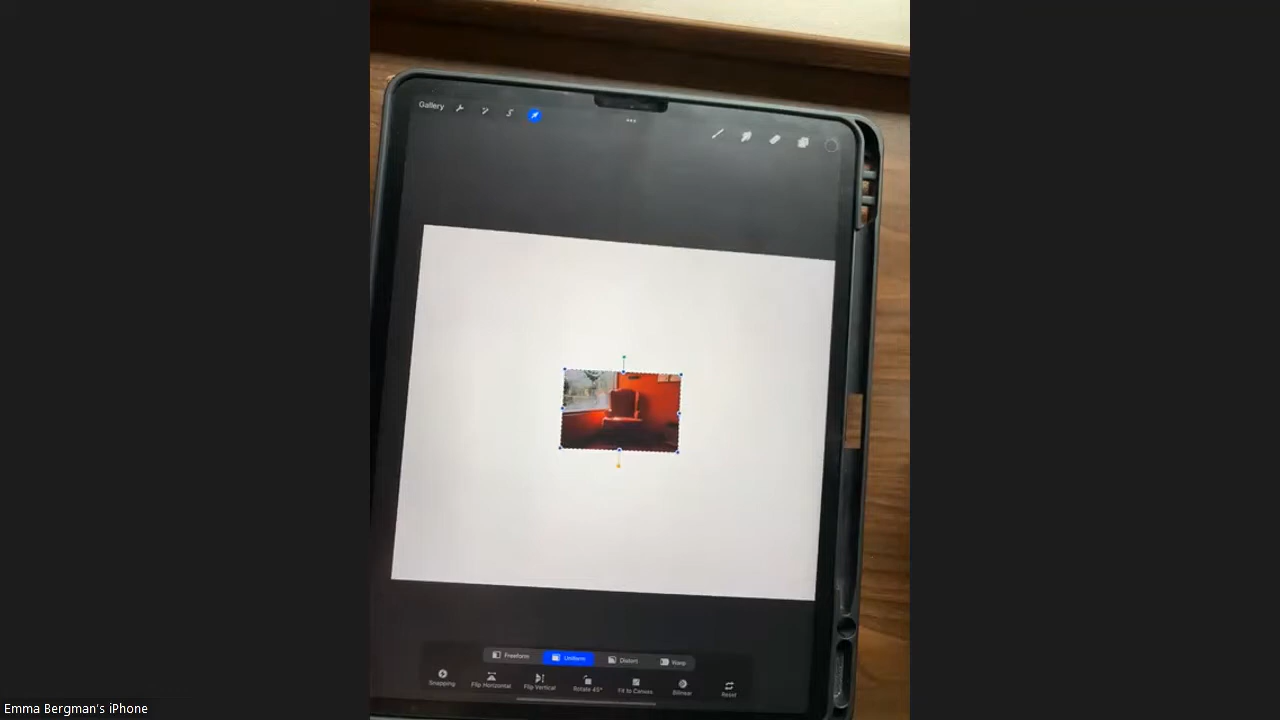 Gallery
Freeform Uniform Distort Warp
Snapping Flip Horizontal Flip Vertical Rotate 45° Fit to Canvas Bilinear Reset
Emma Bergman's iPhone